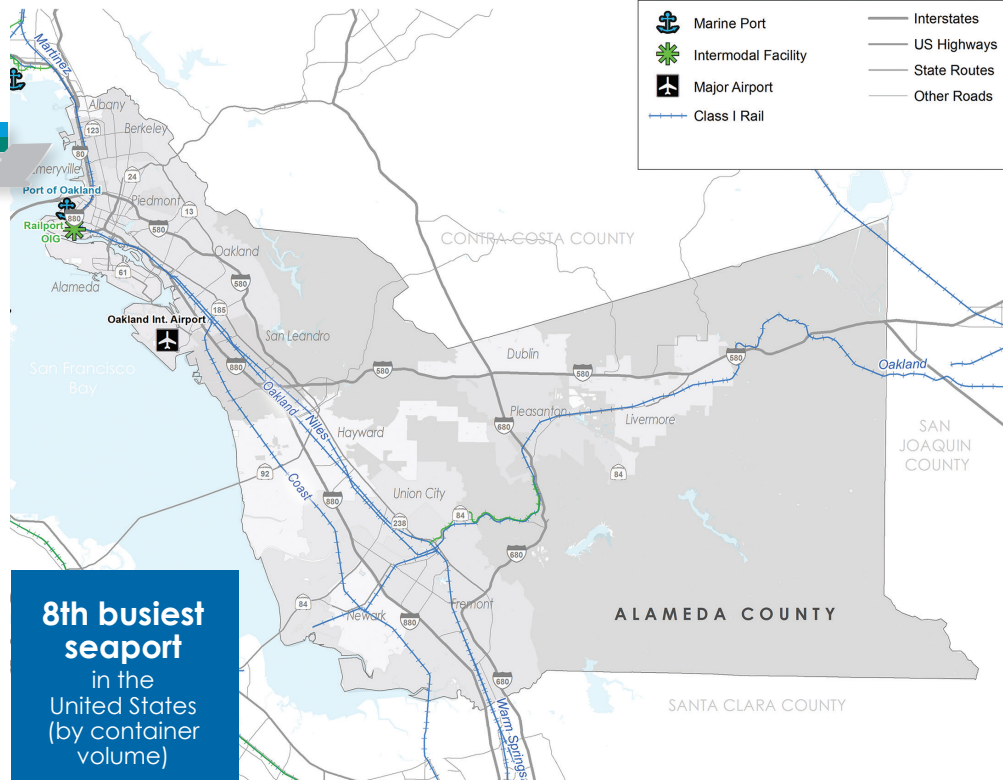 Marine Port
Intermodal Facility
Major Airport
Class I Rail
Interstates
US Highways
State Routes
Other Roads
Martinez
Albany
123
Berkeley
80
24
Port of Oakland
Piedmont
13
880
580
Railport
OIG
Oakland
CONTRA COSTA COUNTY
61
580
Alameda
185
Oakland Int. Airport
San Leandro
San Francisco
Bay
880
580
Dublin
580
580
Oakland
Oakland
Niles
Pleasanton
Livermore
680
Hayward
SAN
JOAQUIN
COUNTY
92
84
Coast
880
Union City
238
84
680
84
Newark
Fremont
880
ALAMEDA COUNTY
680
SANTA CLARA COUNTY
Warm Springs
8th busiest
seaport
in the
United States
(by container
volume)